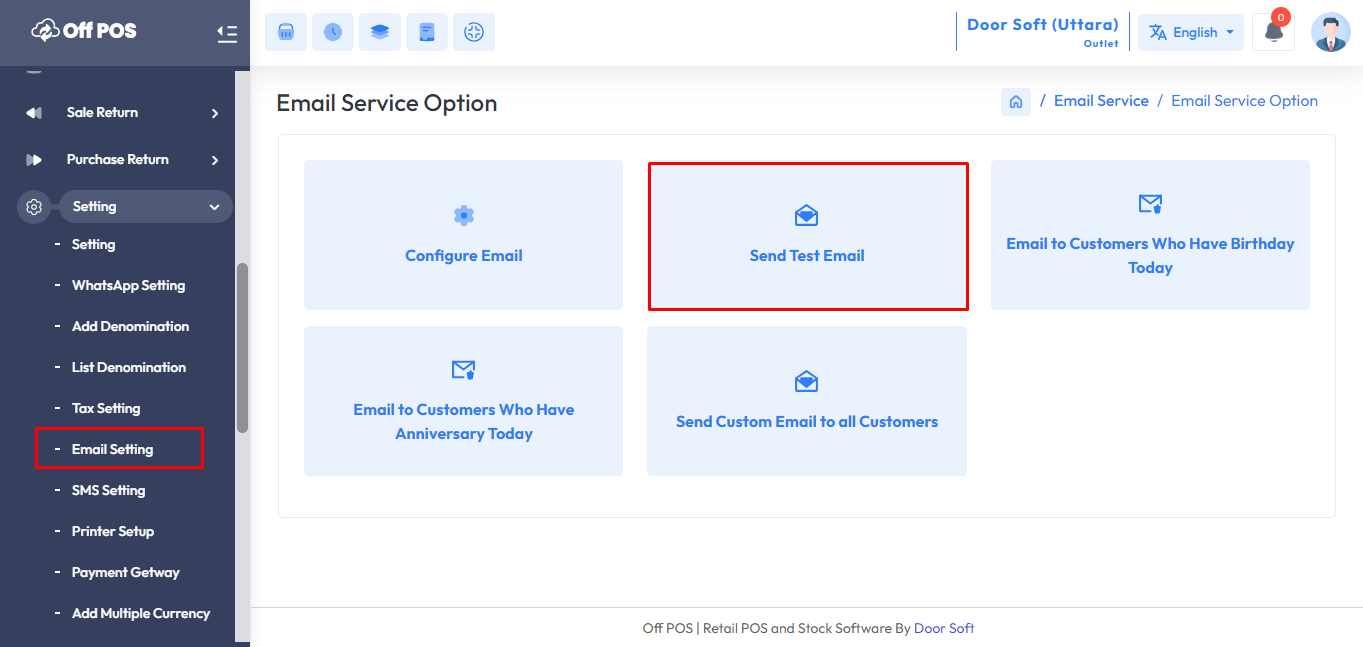 Off POS
Sale Return
Purchase Return
Setting
- Setting
- WhatsApp Setting
- Add Denomination
- List Denomination
- Tax Setting
- Email Setting
- SMS Setting
- Printer Setup
- Payment Getway
- Add Multiple Currency
Door Soft (Uttara)
Outlet
English
0
Email Service Option
/ Email Service / Email Service Option
Configure Email
Send Test Email
Email to Customers Who Have Birthday
Today
Email to Customers Who Have
Anniversary Today
Send Custom Email to all Customers
Off POS | Retail POS and Stock Software By Door Soft